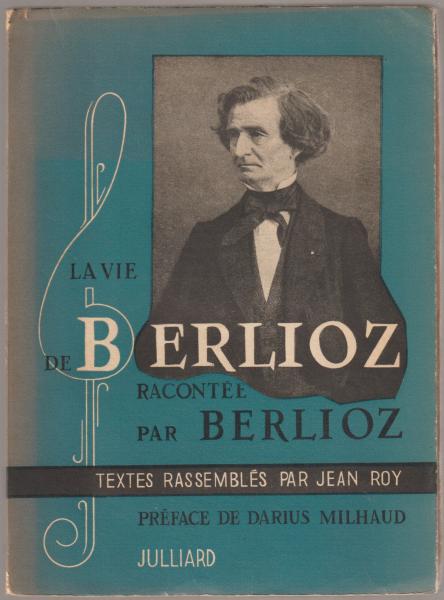 LA VIE
DE BERLIOZ
RACONTÉE
PAR BERLIOZ
TEXTES RASSEMBLÉS PAR JEAN ROY
PRÉFACE DE DARIUS MILHAUD
JULLIARD